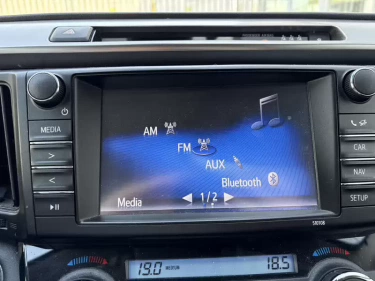 AM
FM
AUX
Bluetooth
Media
1/2
MEDIA
CAR
NAV
SETUP
19.0
18.5